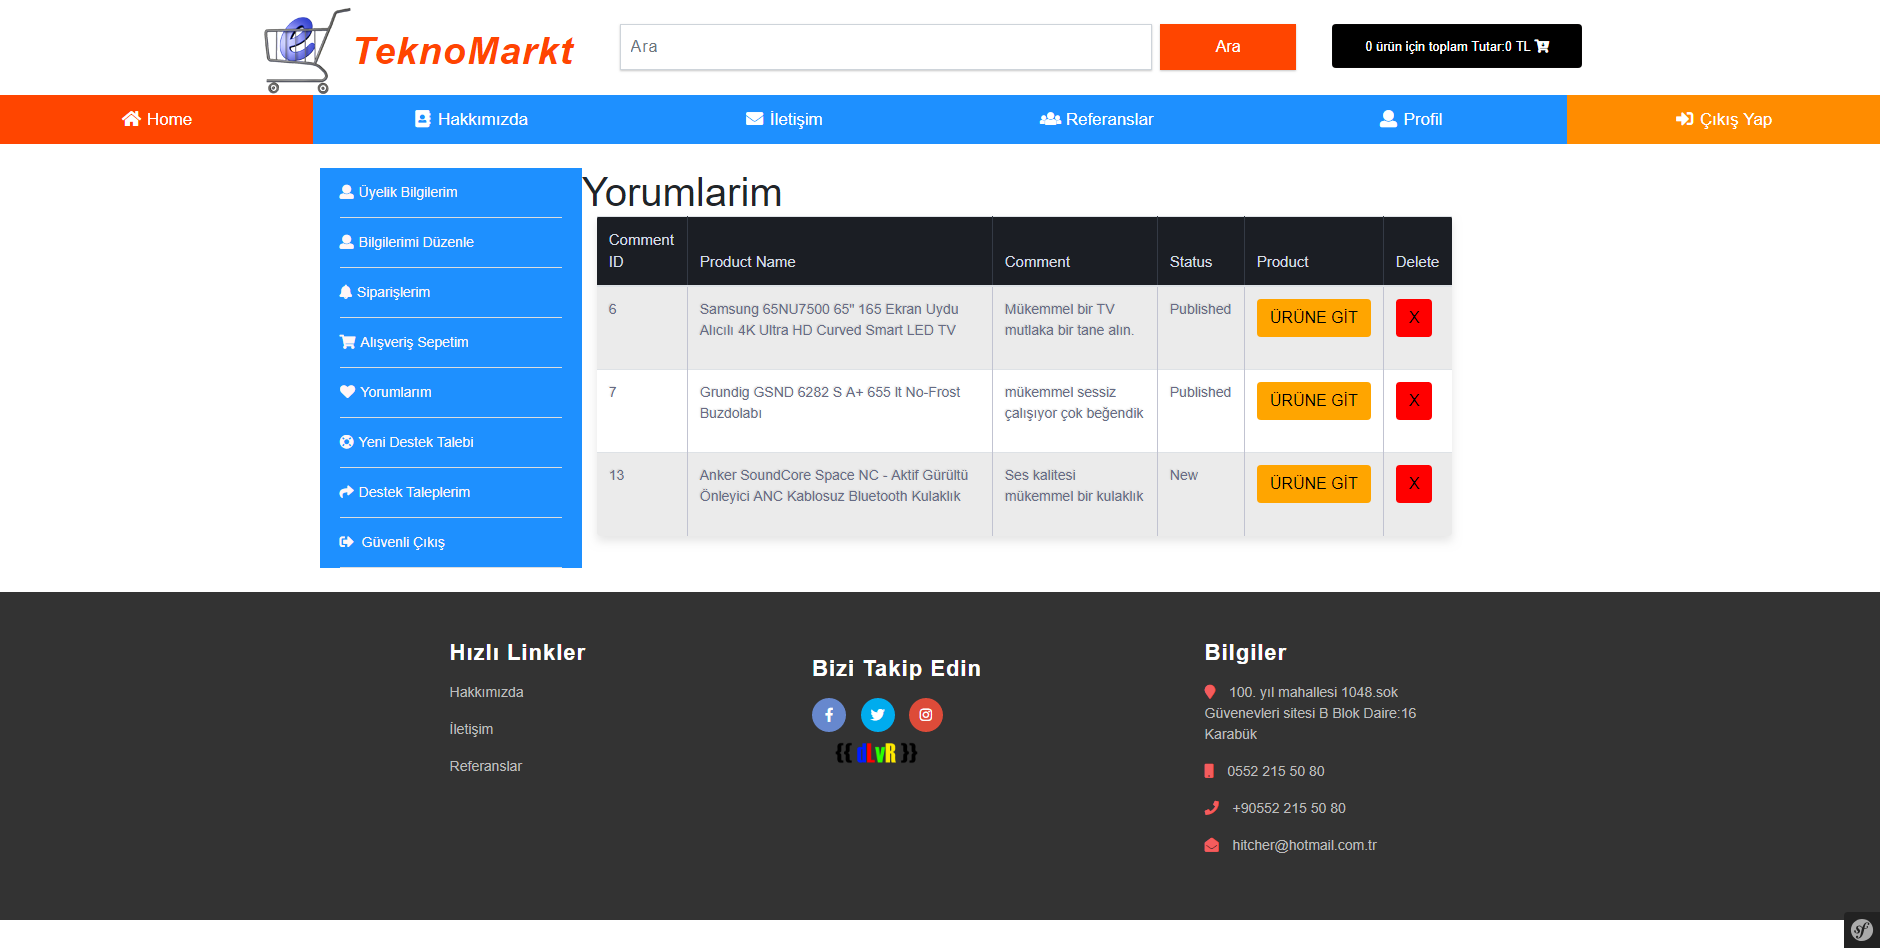 TeknoMarkt
Ara
Ara
0 ürün için toplam Tutar:0 TL
Home
Hakkımızda
İletişim
Referanslar
Profil
Çıkış Yap
Üyelik Bilgilerim
Bilgilerimi Düzenle
Siparişlerim
Alışveriş Sepetim
Yorumlarım
Yeni Destek Talebi
Destek Taleplerim
Güvenli Çıkış
Yorumlarim
Comment
ID
Product Name
Comment
Status
Product
Delete
6
Samsung 65NU7500 65" 165 Ekran Uydu
Alıcılı 4K Ultra HD Curved Smart LED TV
Mükemmel bir TV
mutlaka bir tane alın.
Published
ÜRÜNE GİT
X
7
Grundig GSND 6282 S A+ 655 lt No-Frost
Buzdolabı
mükemmel sessiz
çalışıyor çok beğendik
Published
ÜRÜNE GİT
X
13
Anker SoundCore Space NC - Aktif Gürültü
Önleyici ANC Kablosuz Bluetooth Kulaklık
Ses kalitesi
mükemmel bir kulaklık
New
ÜRÜNE GİT
X
Hızlı Linkler
Hakkımızda
İletişim
Referanslar
Bizi Takip Edin
{{ dLvR }}
Bilgiler
100. yıl mahallesi 1048.sok
Güvenevleri sitesi B Blok Daire:16
Karabük
0552 215 50 80
+90552 215 50 80
hitcher@hotmail.com.tr
sf